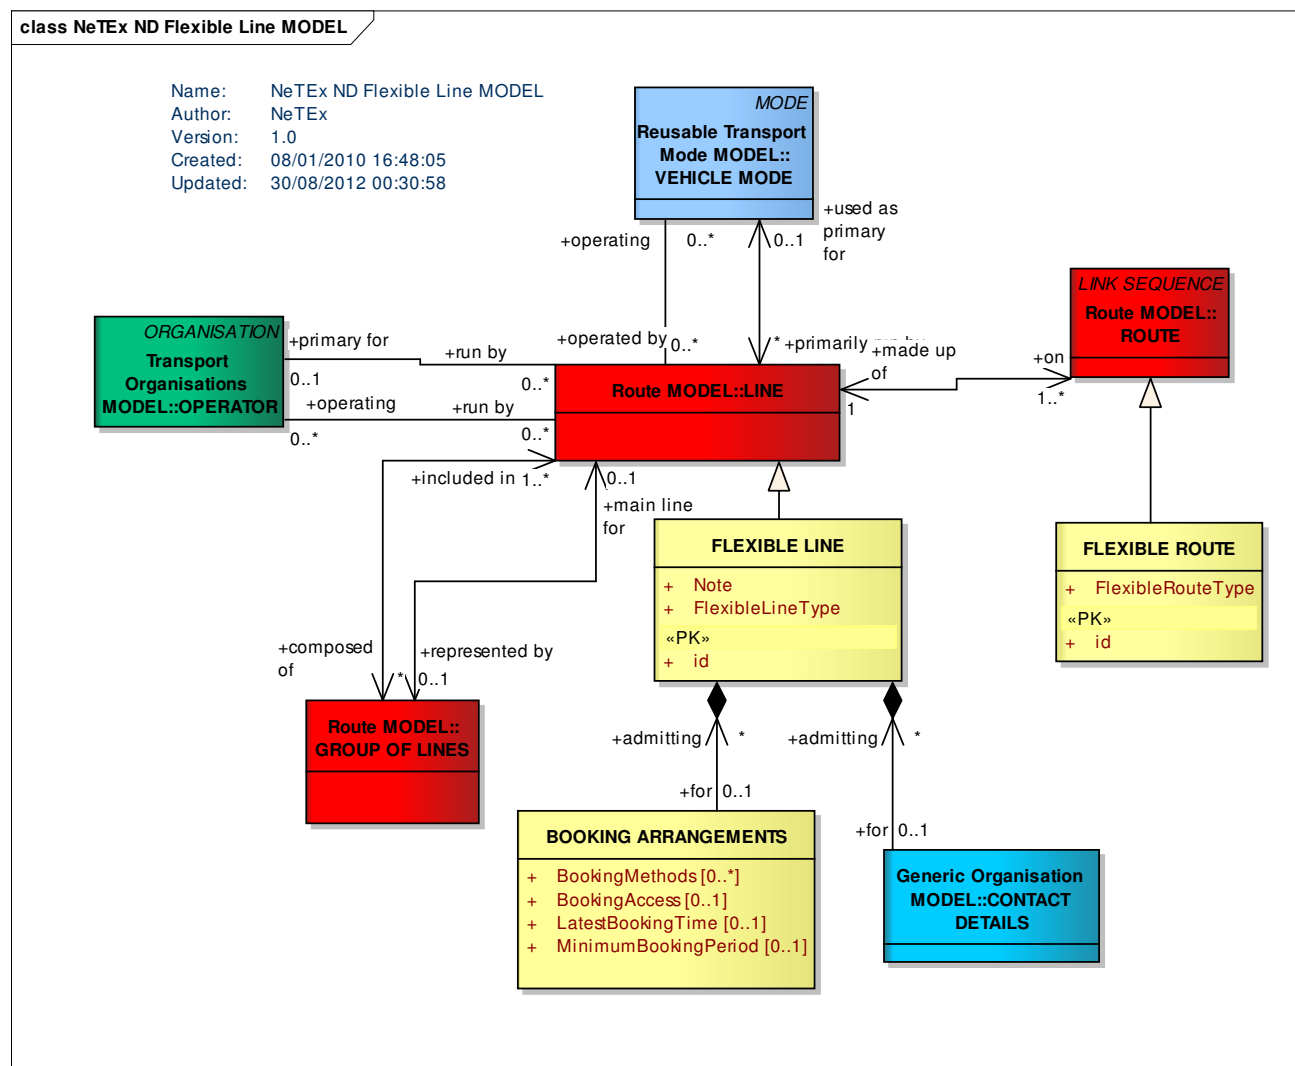 class NeTEx ND Flexible Line MODEL
Name: NeTEx ND Flexible Line MODEL
Author: NeTEx
Version: 1.0
Created: 08/01/2010 16:48:05
Updated: 30/08/2012 00:30:58
MODE
Reusable Transport
Mode MODEL::
VEHICLE MODE
+operating
0..*
0..1
+used as
primary
for
LINK SEQUENCE
Route MODEL::
ROUTE
ORGANISATION
Transport
Organisations
MODEL::OPERATOR
+primary for
0..1
+run by
0..*
+operating
0..*
+run by
0..*
+operated by
0..*
*
+primarily
+made up
of
1
+on
1..*
Route MODEL::LINE
+included in
1..*
0..1
+main line
for
FLEXIBLE LINE
+ Note
+ FlexibleLineType
«PK»
+ id
FLEXIBLE ROUTE
+ FlexibleRouteType
«PK»
+ id
+composed
of
*
+represented by
0..1
Route MODEL::
GROUP OF LINES
+admitting
*
+admitting
*
+for 0..1
+for 0..1
BOOKING ARRANGEMENTS
+ BookingMethods [0..*]
+ BookingAccess [0..1]
+ LatestBookingTime [0..1]
+ MinimumBookingPeriod [0..1]
Generic Organisation
MODEL::CONTACT
DETAILS